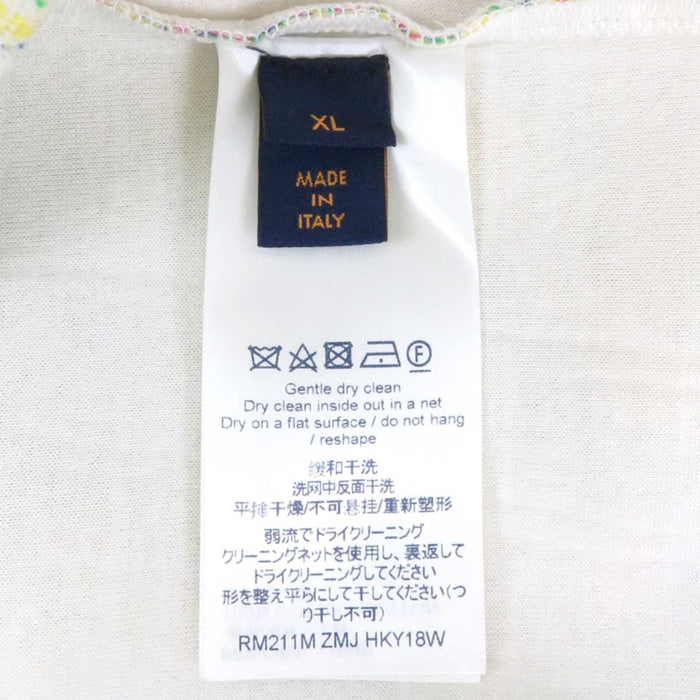 XL
MADE
IN
ITALY
F
Gentle dry clean
Dry clean inside out in a net
Dry on a flat surface / do not hang
/ reshape
缓和干洗
洗网中反面干洗
平摊干燥/不可悬挂/重新塑形
弱流でドライクリーニング
クリーニングネットを使用し、裏返して
ドライクリーニングしてください
形を整え平らにして干してください(つ
り干し不可)
RM211M ZMJ HKY18W